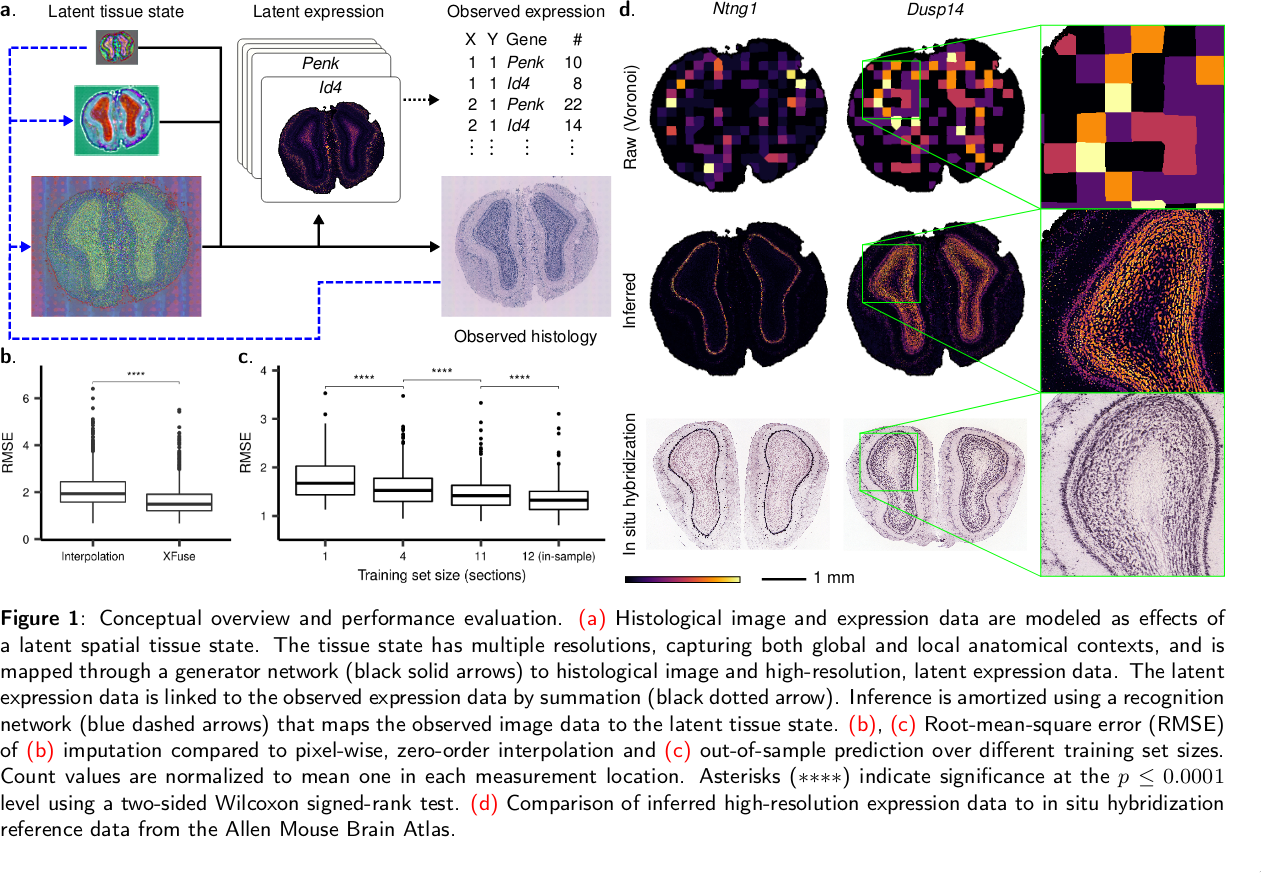 a.
Latent tissue state
Latent expression
Observed expression
Penk
Id4
X Y Gene #
1 1 Penk 10
1 1 Id4 8
2 1 Penk 22
2 1 Id4 14
⋮ ⋮ ⋮ ⋮
Observed histology
b.
****
RMSE
6
4
2
0
Interpolation XFuse
c.
**** **** ****
RMSE
4
3
2
1
1 4 11 12 (in-sample)
Training set size (sections)
d.
Ntng1 Dusp14
Raw (Voronoi)
Inferred
In situ hybridization
1 mm
Figure 1: Conceptual overview and performance evaluation. (a) Histological image and expression data are modeled as effects of
a latent spatial tissue state. The tissue state has multiple resolutions, capturing both global and local anatomical contexts, and is
mapped through a generator network (black solid arrows) to histological image and high-resolution, latent expression data. The latent
expression data is linked to the observed expression data by summation (black dotted arrow). Inference is amortized using a recognition
network (blue dashed arrows) that maps the observed image data to the latent tissue state. (b), (c) Root-mean-square error (RMSE)
of (b) imputation compared to pixel-wise, zero-order interpolation and (c) out-of-sample prediction over different training set sizes.
Count values are normalized to mean one in each measurement location. Asterisks (∗∗∗∗) indicate significance at the p ≤ 0.0001
level using a two-sided Wilcoxon signed-rank test. (d) Comparison of inferred high-resolution expression data to in situ hybridization
reference data from the Allen Mouse Brain Atlas.